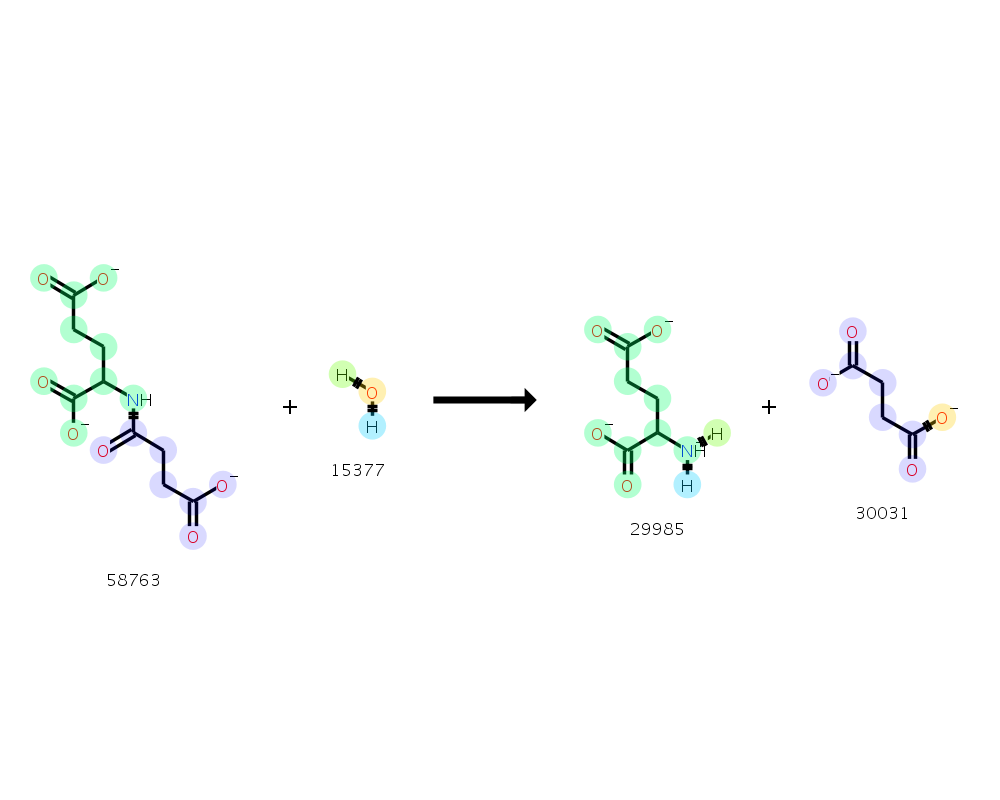 O O⁻
O NH
O⁻ O
O⁻
O
58763
+
H
O
H
15377
O O⁻
O⁻ H
NH
O H
29985
+
O
O⁻ O⁻
O
30031